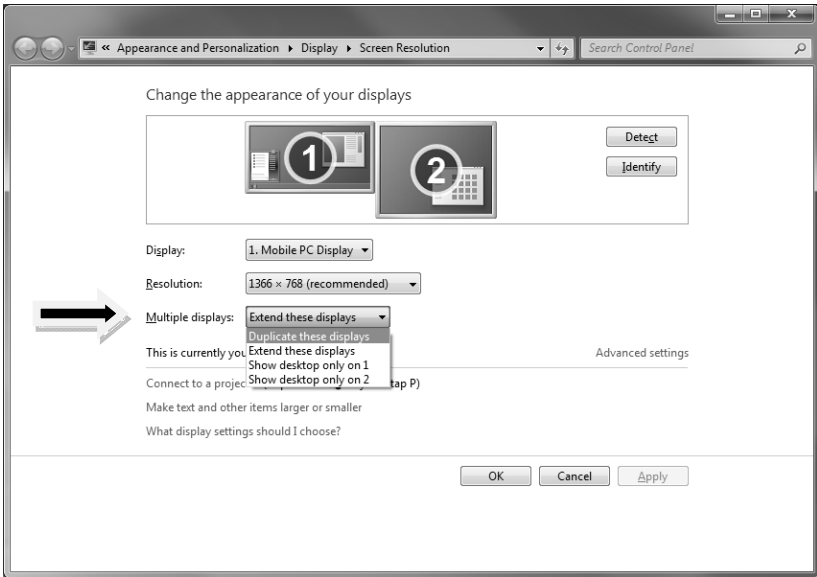 « Appearance and Personalization ▸ Display ▸ Screen Resolution Search Control Panel
Change the appearance of your displays
1 2
Detect
Identify
Display: 1. Mobile PC Display
Resolution: 1366 × 768 (recommended)
Multiple displays: Extend these displays
Duplicate these displays
This is currently you
Extend these displays
Advanced settings
Show desktop only on 1
Connect to a projec
Show desktop only on 2
tap P)
Make text and other items larger or smaller
What display settings should I choose?
OK Cancel Apply